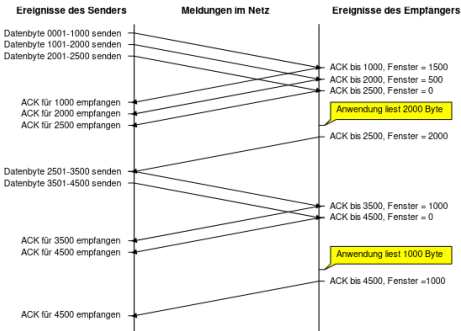 Ereignisse des Senders Meldungen im Netz Ereignisse des Empfängers
Datenbyte 0001-1000 senden
Datenbyte 1001-2000 senden
Datenbyte 2001-2500 senden
ACK bis 1000, Fenster = 1500
ACK bis 2000, Fenster = 500
ACK bis 2500, Fenster = 0
ACK für 1000 empfangen
ACK für 2000 empfangen
ACK für 2500 empfangen
Anwendung liest 2000 Byte
ACK bis 2500, Fenster = 2000
Datenbyte 2501-3500 senden
Datenbyte 3501-4500 senden
ACK bis 3500, Fenster = 1000
ACK bis 4500, Fenster = 0
ACK für 3500 empfangen
ACK für 4500 empfangen
Anwendung liest 1000 Byte
ACK bis 4500, Fenster =1000
ACK für 4500 empfangen